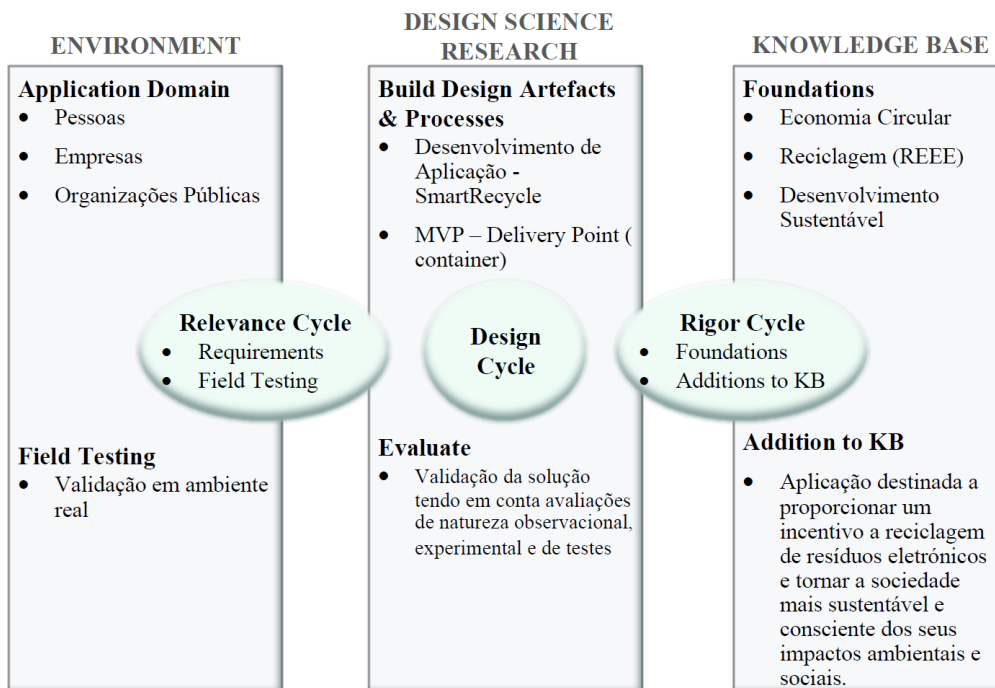 ENVIRONMENT
Application Domain
• Pessoas
• Empresas
• Organizações Públicas
Relevance Cycle
• Requirements
• Field Testing
Field Testing
• Validação em ambiente
real
DESIGN SCIENCE
RESEARCH
Build Design Artefacts
& Processes
• Desenvolvimento de
Aplicação -
SmartRecycle
• MVP – Delivery Point (
container)
Design
Cycle
Evaluate
• Validação da solução
tendo em conta avaliações
de natureza observacional,
experimental e de testes
KNOWLEDGE BASE
Foundations
• Economia Circular
• Reciclagem (REEE)
• Desenvolvimento
Sustentável
Rigor Cycle
• Foundations
• Additions to KB
Addition to KB
• Aplicação destinada a
proporcionar um
incentivo a reciclagem
de resíduos eletrónicos
e tornar a sociedade
mais sustentável e
consciente dos seus
impactos ambientais e
sociais.